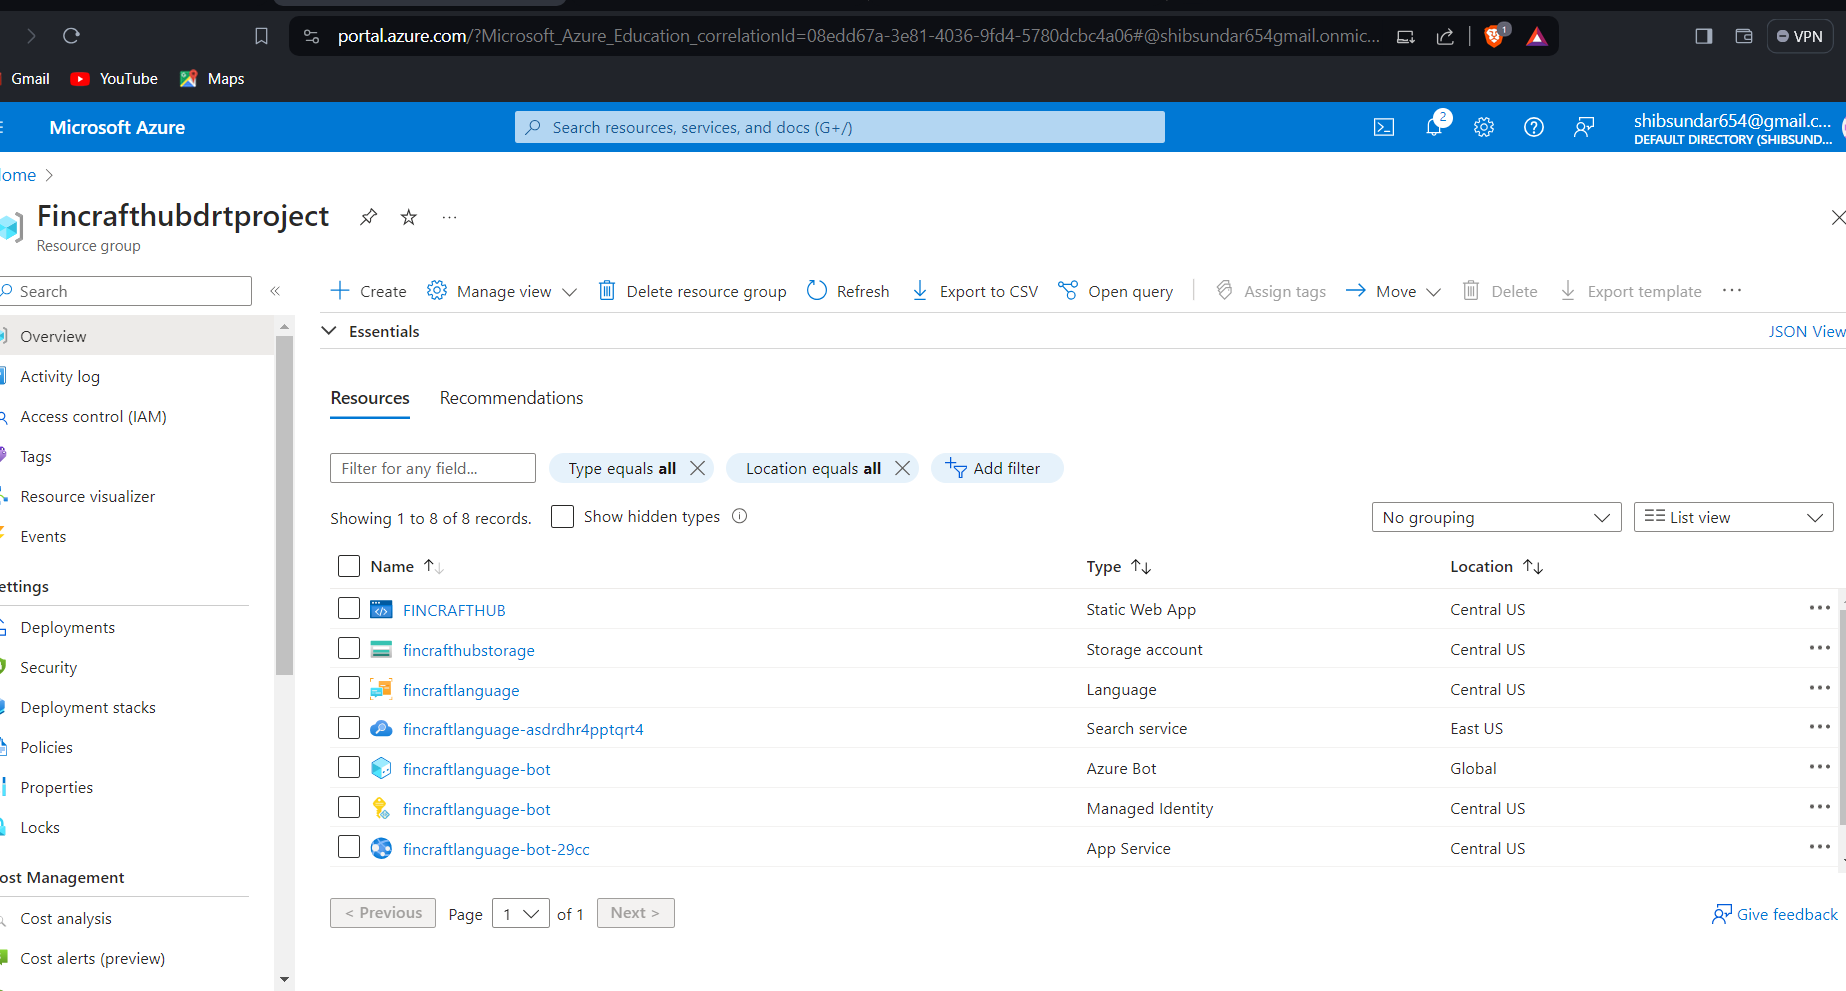 portal.azure.com/?Microsoft_Azure_Education_correlationId=08edd67a-3e81-4036-9fd4-5780dcbc4a06#@shibsundar654gmail.onmic...
1
VPN
Gmail YouTube Maps
Microsoft Azure
Search resources, services, and docs (G+/)
2
shibsundar654@gmail.c...
DEFAULT DIRECTORY (SHIBSUND...
ome >
Fincrafthubdrtproject
Resource group
Search
Create Manage view Delete resource group Refresh Export to CSV Open query Assign tags Move Delete Export template
Overview
Activity log
Access control (IAM)
Tags
Resource visualizer
Events
ettings
Deployments
Security
Deployment stacks
Policies
Properties
Locks
ost Management
Cost analysis
Cost alerts (preview)
Essentials
JSON View
Resources Recommendations
Filter for any field... Type equals all Location equals all Add filter
Showing 1 to 8 of 8 records. Show hidden types
No grouping List view
Name Type Location
FINCRAFTHUB Static Web App Central US
fincrafthubstorage Storage account Central US
fincraftlanguage Language Central US
fincraftlanguage-asdrdhr4pptqrt4 Search service East US
fincraftlanguage-bot Azure Bot Global
fincraftlanguage-bot Managed Identity Central US
fincraftlanguage-bot-29cc App Service Central US
< Previous Page 1 of 1 Next >
Give feedback